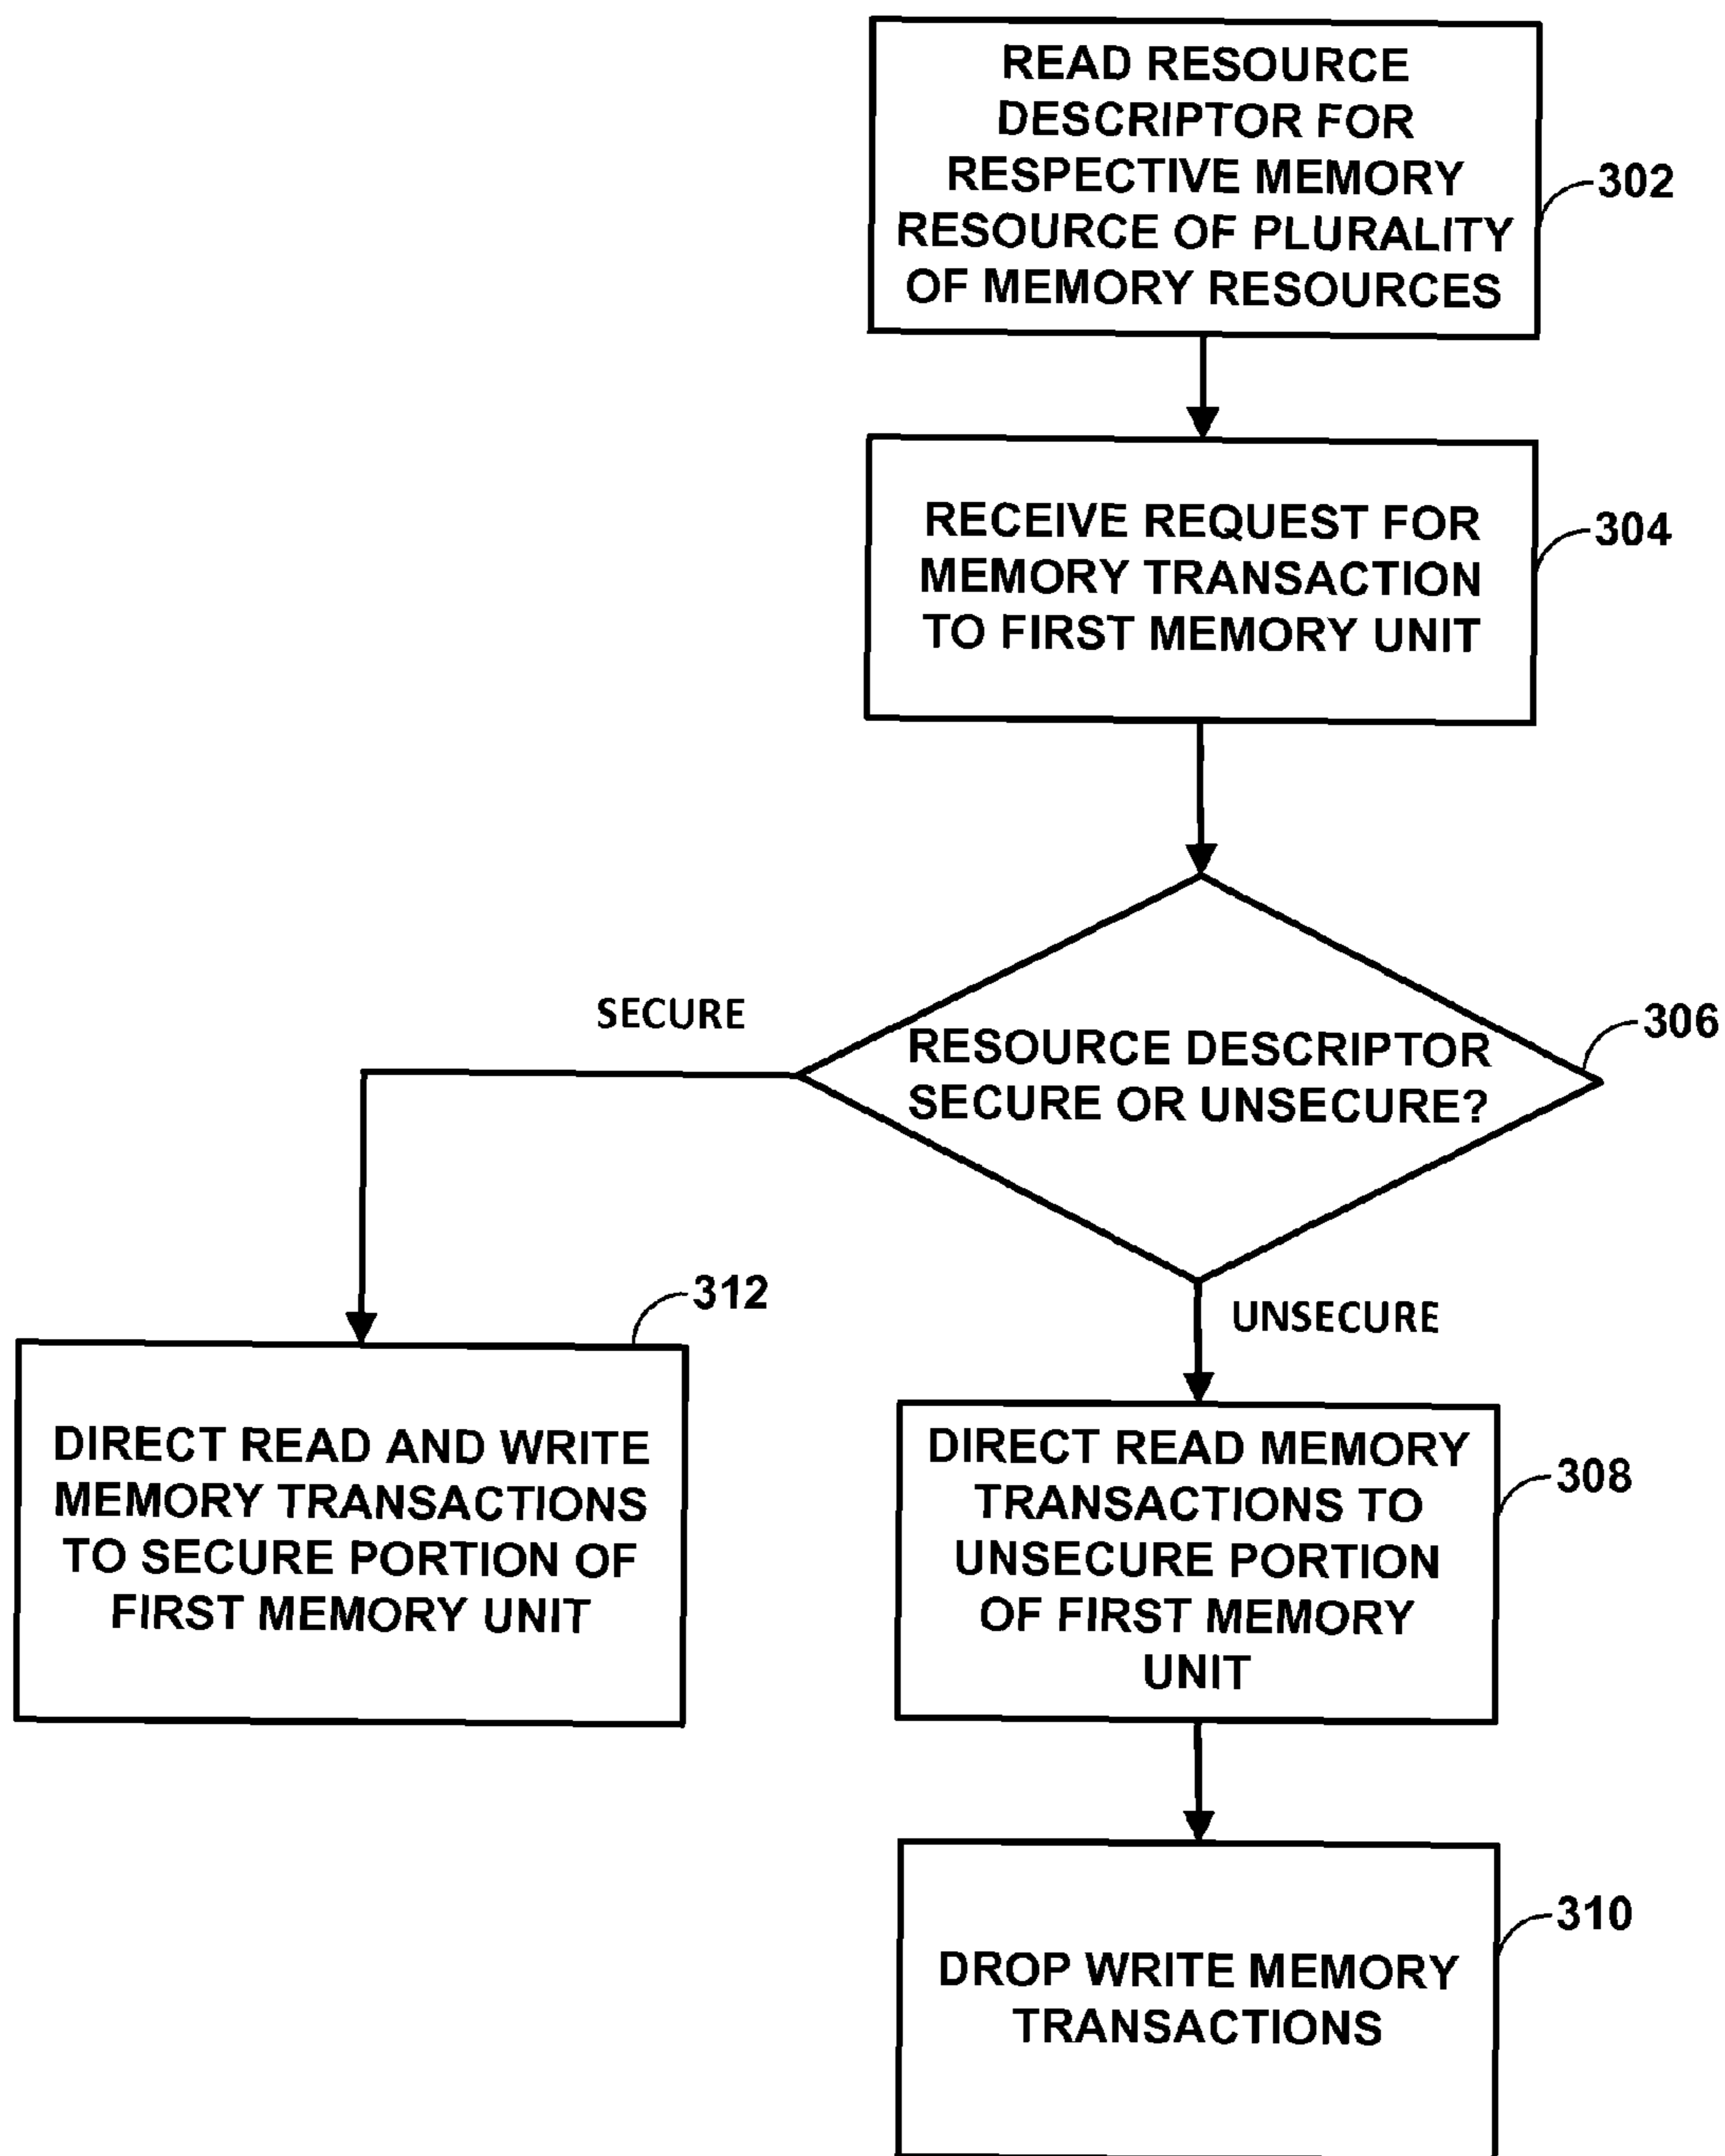 READ RESOURCE
DESCRIPTOR FOR
RESPECTIVE MEMORY
RESOURCE OF PLURALITY
OF MEMORY RESOURCES
302
RECEIVE REQUEST FOR
MEMORY TRANSACTION
TO FIRST MEMORY UNIT
304
RESOURCE DESCRIPTOR
SECURE OR UNSECURE?
306
SECURE
UNSECURE
312
DIRECT READ AND WRITE
MEMORY TRANSACTIONS
TO SECURE PORTION OF
FIRST MEMORY UNIT
DIRECT READ MEMORY
TRANSACTIONS TO
UNSECURE PORTION
OF FIRST MEMORY
UNIT
308
DROP WRITE MEMORY
TRANSACTIONS
310